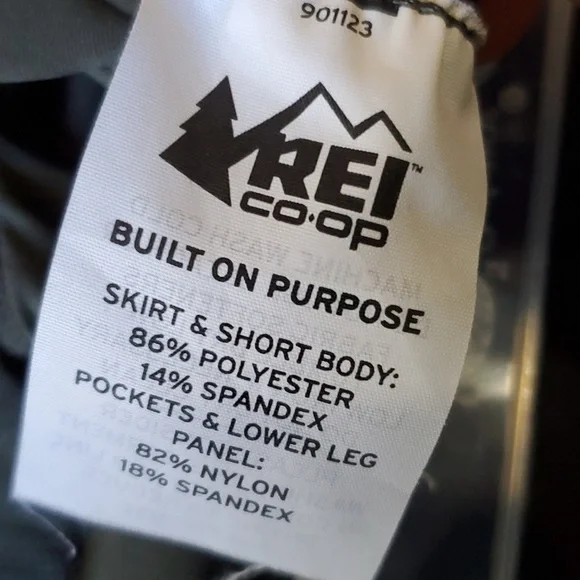 901123
REI™
co·op
BUILT ON PURPOSE
SKIRT & SHORT BODY:
86% POLYESTER
14% SPANDEX
POCKETS & LOWER LEG
PANEL:
82% NYLON
18% SPANDEX